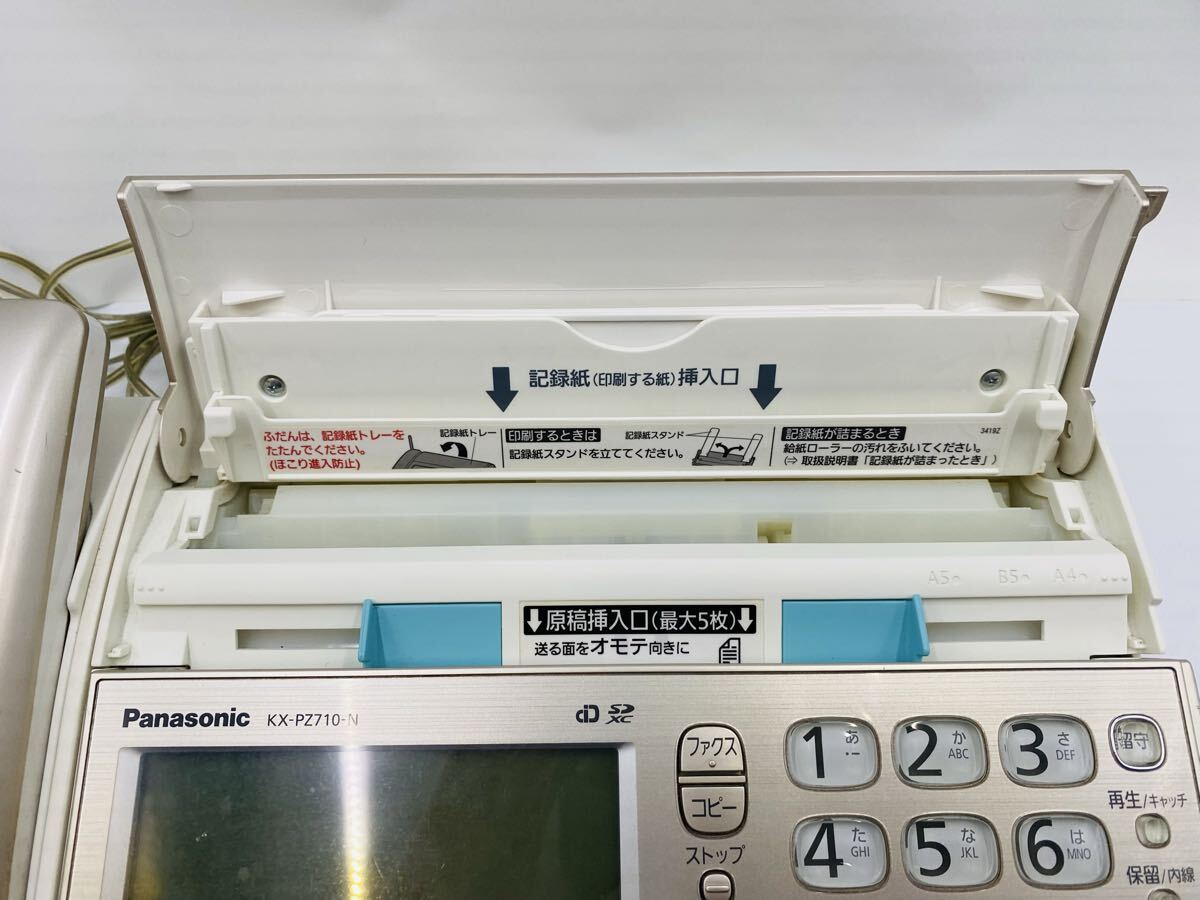 記録紙(印刷する紙)挿入口
ふだんは、記録紙トレーを
たたんでください。
(ほこり進入防止)
記録紙トレー
印刷するときは
記録紙スタンドを立ててください。
記録紙スタンド
記録紙が詰まるとき
給紙ローラーの汚れをふいてください。
(⇒ 取扱説明書「記録紙が詰まったとき」)
3419Z
A5 B5 A4
原稿挿入口(最大5枚)
送る面をオモテ向きに
Panasonic KX-PZ710-N
iD SD XC
ファクス
コピー
ストップ
1 あ
2 か ABC
3 さ DEF
留守
再生/キャッチ
4 た GHI
5 な JKL
6 は MNO
保留/内線